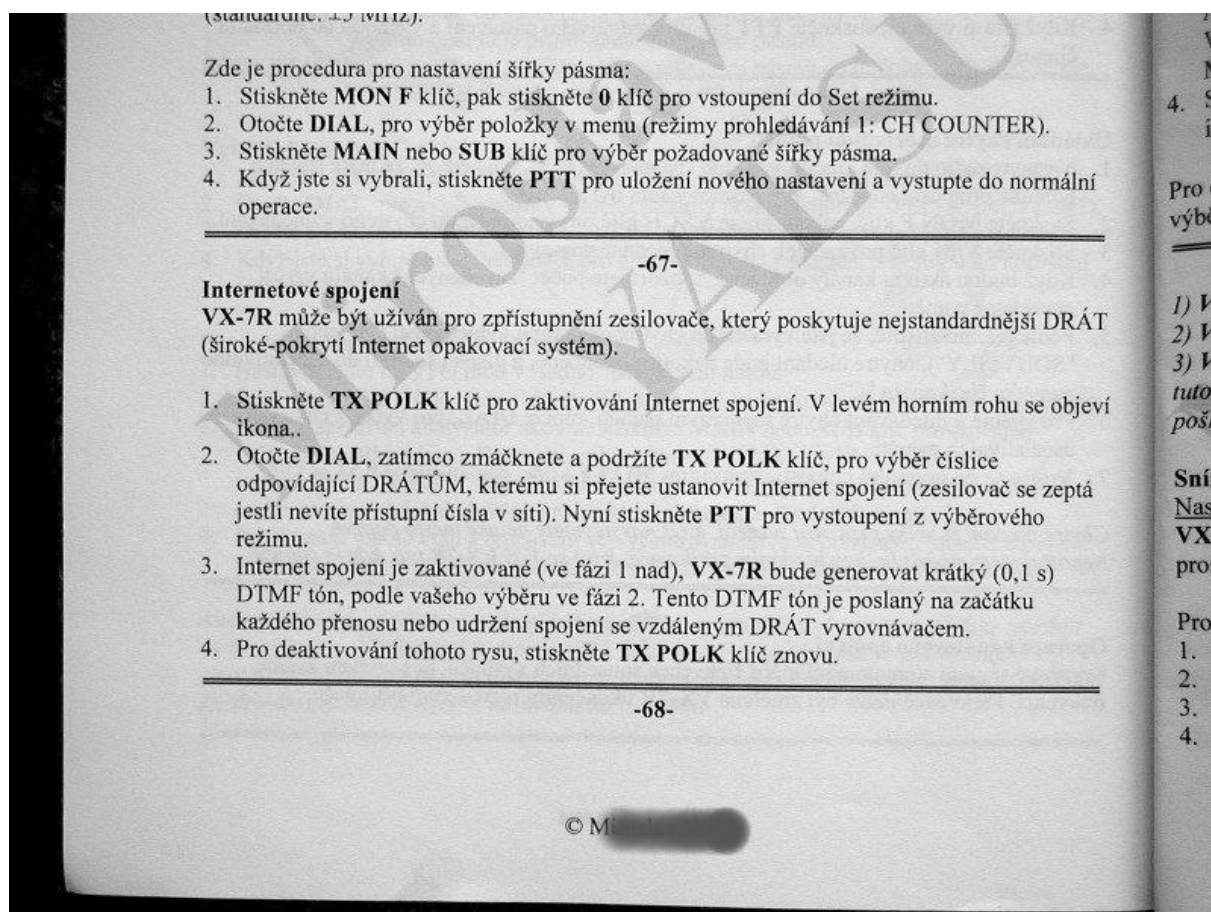 (standardně: ±5 MHz).
Zde je procedura pro nastavení šířky pásma:
1. Stiskněte MON F klíč, pak stiskněte 0 klíč pro vstoupení do Set režimu.
2. Otočte DIAL, pro výběr položky v menu (režimy prohledávání 1: CH COUNTER).
3. Stiskněte MAIN nebo SUB klíč pro výběr požadované šířky pásma.
4. Když jste si vybrali, stiskněte PTT pro uložení nového nastavení a vystupte do normální
operace.
-67-
Internetové spojení
VX-7R může být užíván pro zpřístupnění zesilovače, který poskytuje nejstandardnější DRÁT
(široké-pokrytí Internet opakovací systém).
1. Stiskněte TX POLK klíč pro zaktivování Internet spojení. V levém horním rohu se objeví
ikona..
2. Otočte DIAL, zatímco zmáčknete a podržíte TX POLK klíč, pro výběr číslice
odpovídající DRÁTŮM, kterému si přejete ustanovit Internet spojení (zesilovač se zeptá
jestli nevíte přístupní čísla v síti). Nyní stiskněte PTT pro vystoupení z výběrového
režimu.
3. Internet spojení je zaktivované (ve fázi 1 nad), VX-7R bude generovat krátký (0,1 s)
DTMF tón, podle vašeho výběru ve fázi 2. Tento DTMF tón je poslaný na začátku
každého přenosu nebo udržení spojení se vzdáleným DRÁT vyrovnávačem.
4. Pro deaktivování tohoto rysu, stiskněte TX POLK klíč znovu.
-68-
©
Miroslav
YAESU
4.
Pro
1)
2)
3)
tuto
VX
Pro
1.
2.
3.
4.